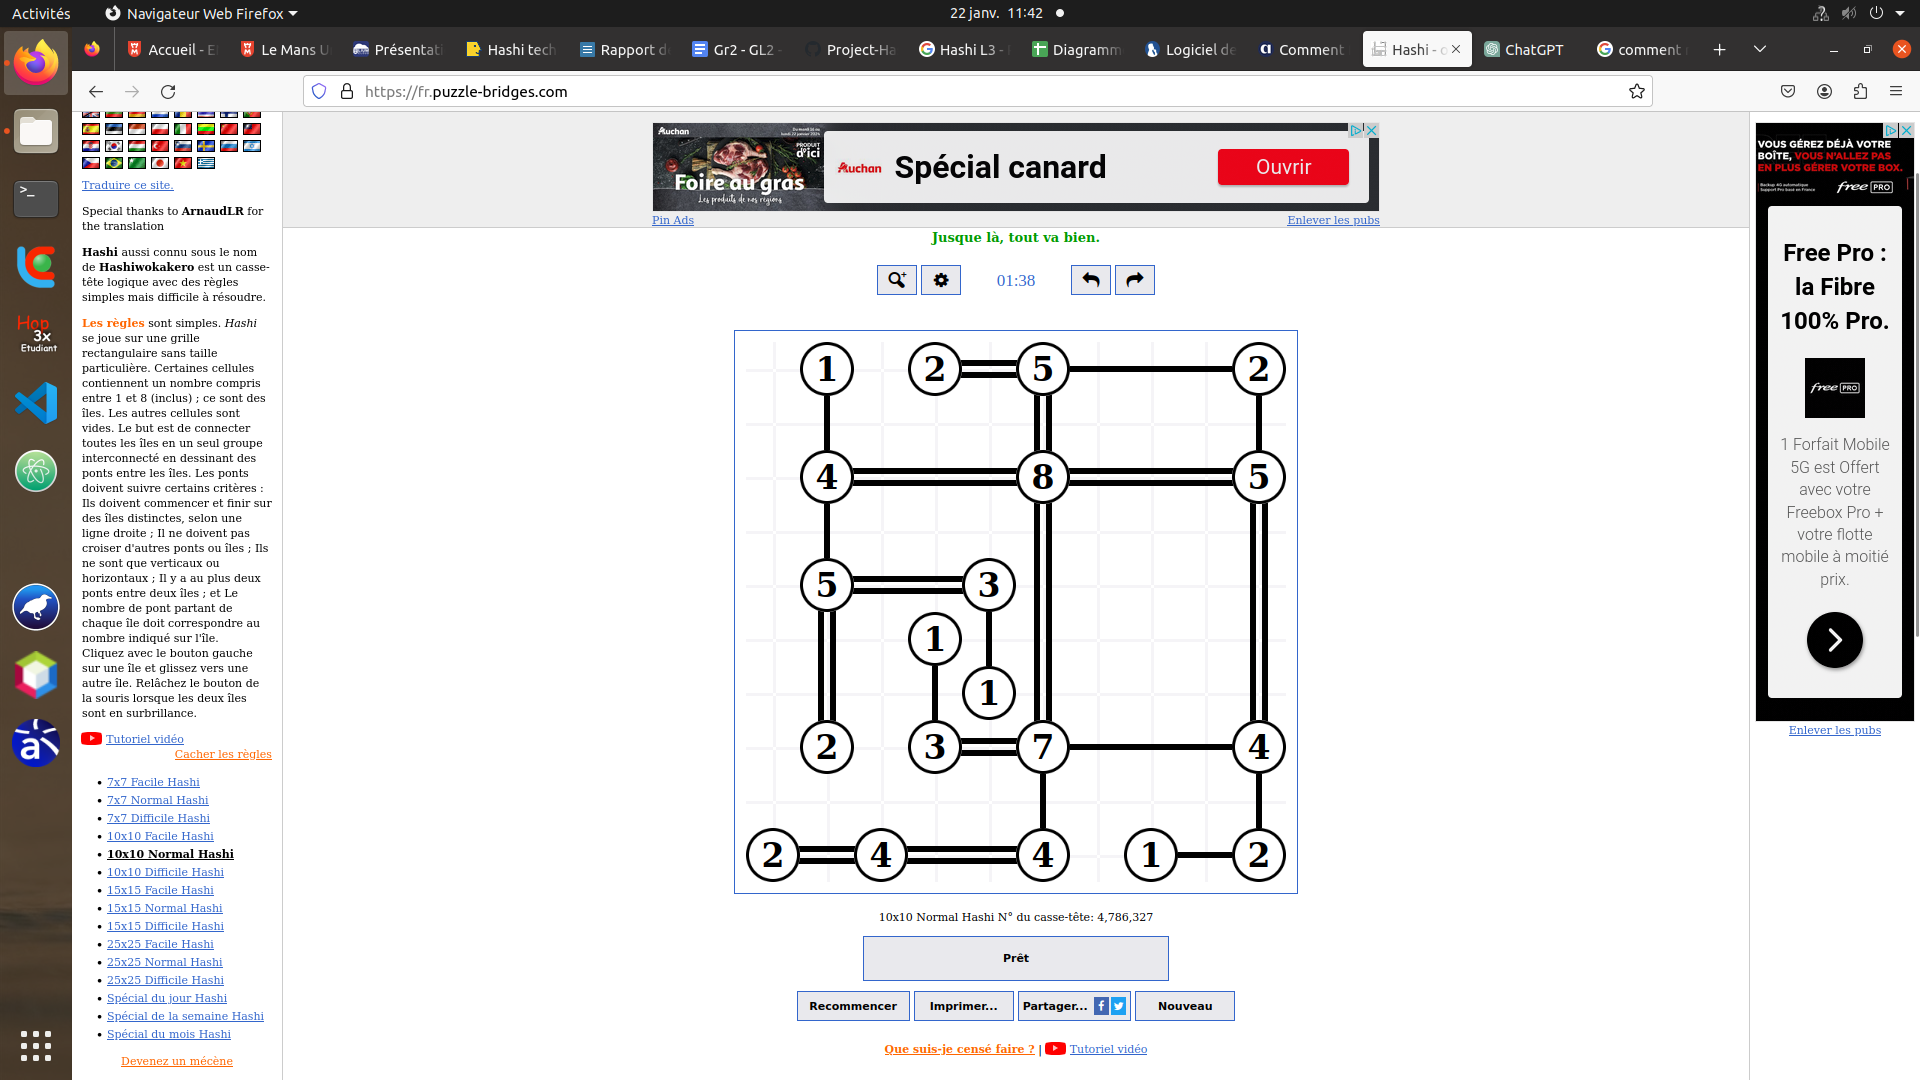 Activités
Navigateur Web Firefox
22 janv. 11:42
Accueil - E
Le Mans U
Présentati
Hashi tech
Rapport d
Gr2 - GL2 -
Project-Ha
Hashi L3 -
Diagramm
Logiciel de
Comment
Hashi - o
ChatGPT
comment
https://fr.puzzle-bridges.com
Traduire ce site.
Special thanks to ArnaudLR for
the translation
Hashi aussi connu sous le nom
de Hashiwokakero est un casse-
tête logique avec des règles
simples mais difficile à résoudre.
Les règles sont simples. Hashi
se joue sur une grille
rectangulaire sans taille
particulière. Certaines cellules
contiennent un nombre compris
entre 1 et 8 (inclus) ; ce sont des
îles. Les autres cellules sont
vides. Le but est de connecter
toutes les îles en un seul groupe
interconnecté en dessinant des
ponts entre les îles. Les ponts
doivent suivre certains critères :
Ils doivent commencer et finir sur
des îles distinctes, selon une
ligne droite ; Il ne doivent pas
croiser d'autres ponts ou îles ; Ils
ne sont que verticaux ou
horizontaux ; Il y a au plus deux
ponts entre deux îles ; et Le
nombre de pont partant de
chaque île doit correspondre au
nombre indiqué sur l'île.
Cliquez avec le bouton gauche
sur une île et glissez vers une
autre île. Relâchez le bouton de
la souris lorsque les deux îles
sont en surbrillance.
Tutoriel vidéo
Cacher les règles
7x7 Facile Hashi
7x7 Normal Hashi
7x7 Difficile Hashi
10x10 Facile Hashi
10x10 Normal Hashi
10x10 Difficile Hashi
15x15 Facile Hashi
15x15 Normal Hashi
15x15 Difficile Hashi
25x25 Facile Hashi
25x25 Normal Hashi
25x25 Difficile Hashi
Spécial du jour Hashi
Spécial de la semaine Hashi
Spécial du mois Hashi
Devenez un mécène
Hop
3x
Etudiant
Auchan
PRODUIT
d'ici
Foire au gras
Les produits de nos régions
Auchan
Spécial canard
Ouvrir
Pin Ads
Enlever les pubs
Jusque là, tout va bien.
01:38
1 2 5 2
4 8 5
5 3
1
1
2 3 7 4
2 4 4 1 2
10x10 Normal Hashi N° du casse-tête: 4,786,327
Prêt
Recommencer
Imprimer...
Partager...
Nouveau
Que suis-je censé faire ? | Tutoriel vidéo
VOUS GÉREZ DÉJÀ VOTRE
BOÎTE, VOUS N'ALLEZ PAS
EN PLUS GÉRER VOTRE BOX.
free PRO
Free Pro :
la Fibre
100% Pro.
free PRO
1 Forfait Mobile
5G est Offert
avec votre
Freebox Pro +
votre flotte
mobile à moitié
prix.
Enlever les pubs